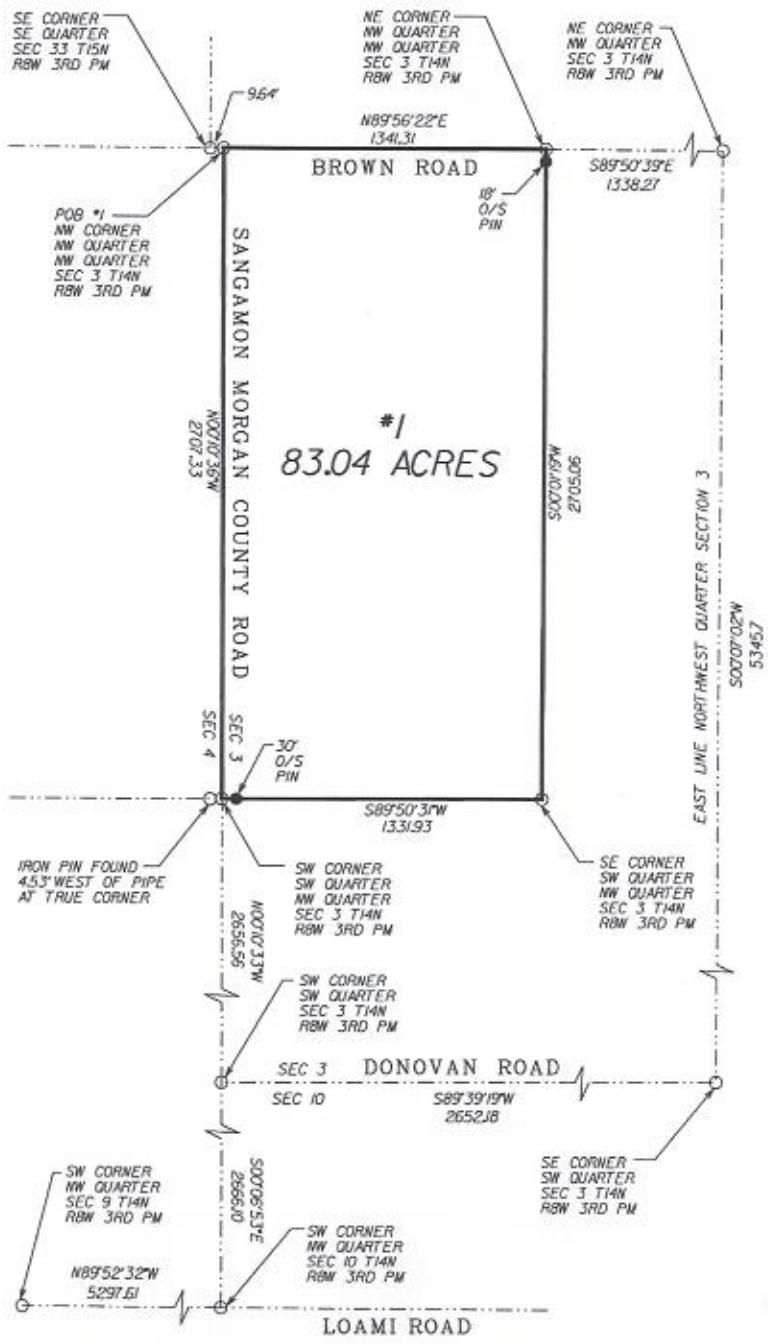 SE CORNER
SE QUARTER
SEC 33 T15N
R8W 3RD PM
9.64'
NE CORNER
NW QUARTER
NW QUARTER
SEC 3 T14N
R8W 3RD PM
NE CORNER
NW QUARTER
SEC 3 T14N
R8W 3RD PM
N89°56'22"E
1341.31
BROWN ROAD
S89°50'39"E
1338.27
18'
O/S
PIN
POB #1
NW CORNER
NW QUARTER
NW QUARTER
SEC 3 T14N
R8W 3RD PM
SANGAMON MORGAN COUNTY ROAD
N00°10'36"W
2707.33
#1
83.04 ACRES
S00°01'19"W
2705.06
EAST LINE NORTHWEST QUARTER SECTION 3
S00°07'02"W
5345.7
SEC 4
SEC 3
30'
O/S
PIN
S89°50'31"W
1331.93
IRON PIN FOUND
4.53' WEST OF PIPE
AT TRUE CORNER
SW CORNER
SW QUARTER
NW QUARTER
SEC 3 T14N
R8W 3RD PM
SE CORNER
SW QUARTER
NW QUARTER
SEC 3 T14N
R8W 3RD PM
N00°10'33"W
2656.56
SW CORNER
SW QUARTER
SEC 3 T14N
R8W 3RD PM
SEC 3
DONOVAN ROAD
SEC 10
S89°39'19"W
2652.18
SE CORNER
SW QUARTER
SEC 3 T14N
R8W 3RD PM
S00°06'53"E
2666.10
SW CORNER
NW QUARTER
SEC 9 T14N
R8W 3RD PM
SW CORNER
NW QUARTER
SEC 10 T14N
R8W 3RD PM
N89°52'32"W
5297.61
LOAMI ROAD